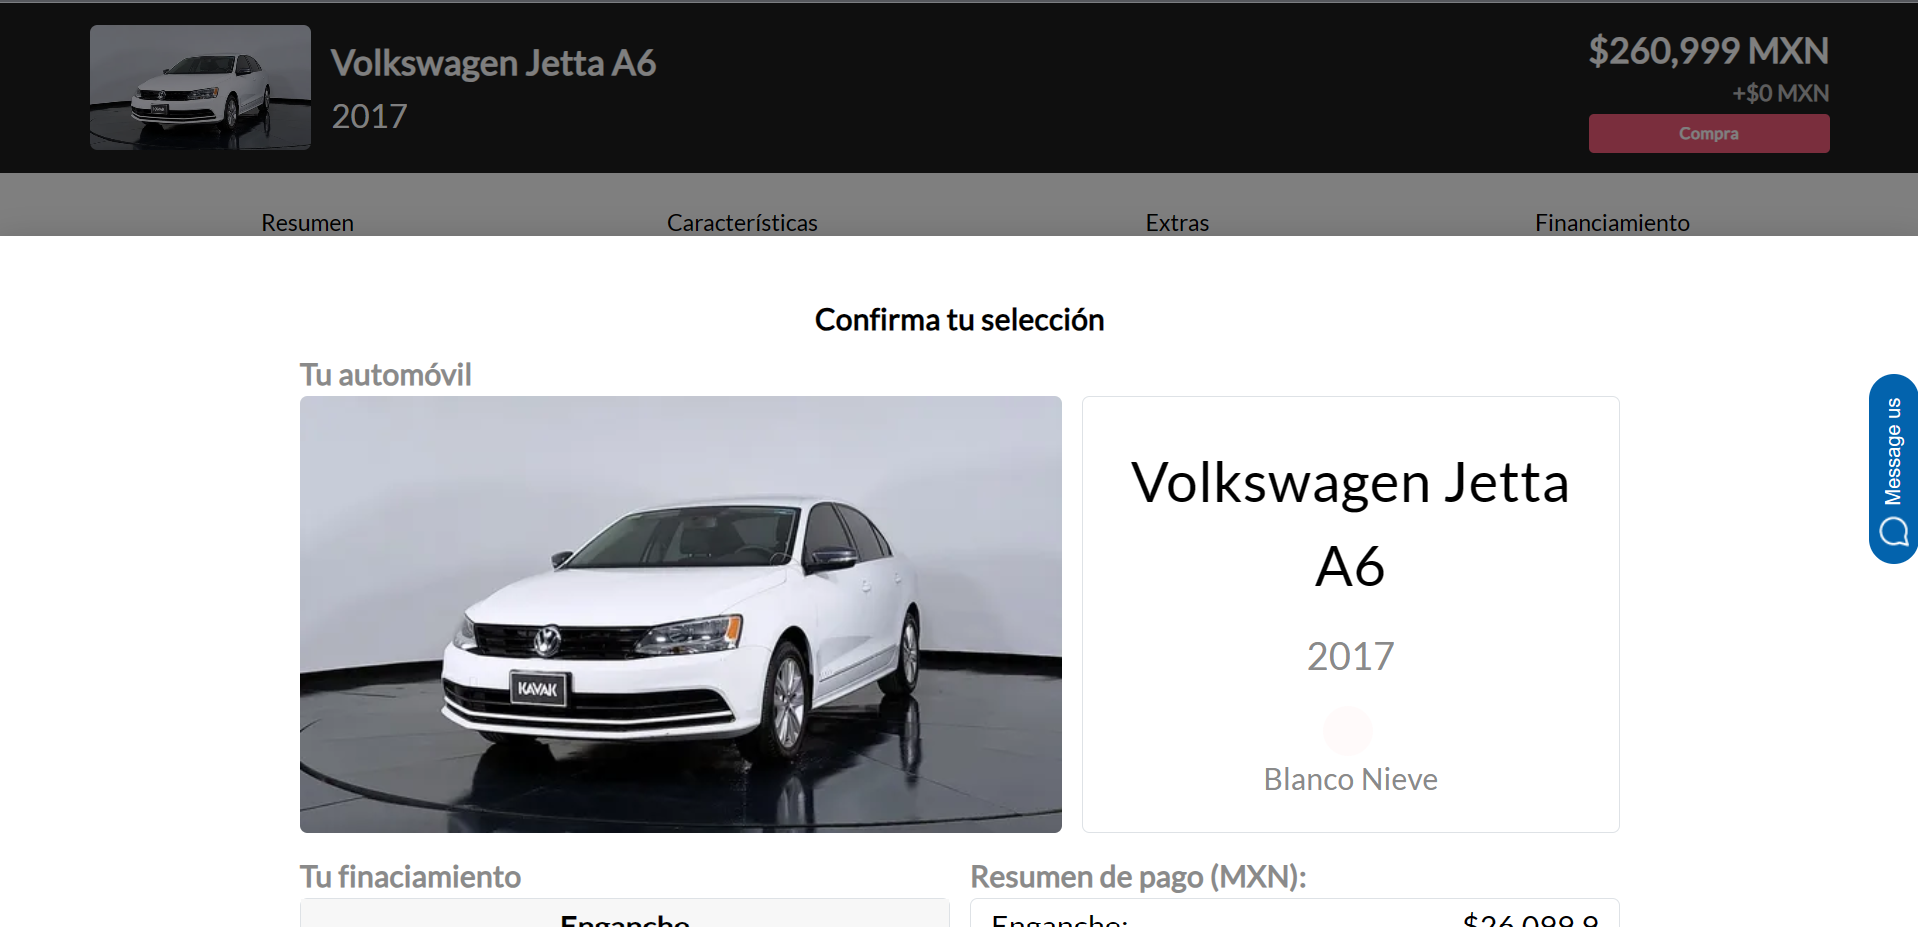 Volkswagen Jetta A6
2017
$260,999 MXN
+$0 MXN
Compra
Resumen
Características
Extras
Financiamiento
Confirma tu selección
Tu automóvil
KAVAK
Volkswagen Jetta
A6
2017
Blanco Nieve
Message us
Tu finaciamiento
Enganche
Resumen de pago (MXN):
Enganche: $26,099.9